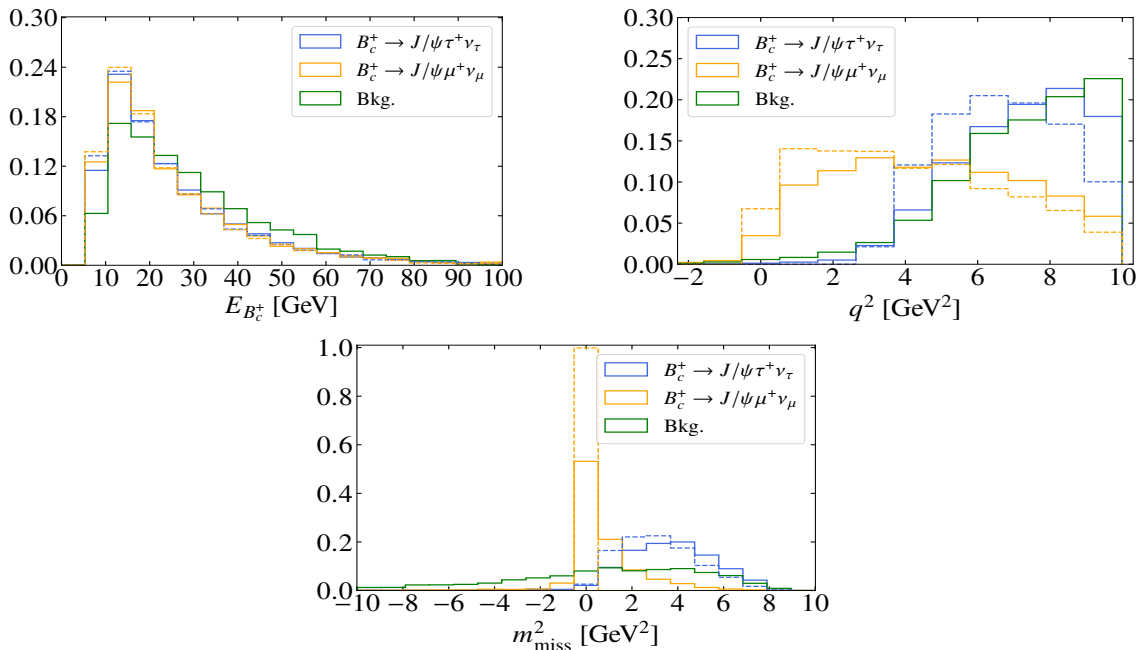 0.30
0.24
0.18
0.12
0.06
0.00
B_c^+ → J/ψτ^+ν_τ
B_c^+ → J/ψμ^+ν_μ
Bkg.
0 10 20 30 40 50 60 70 80 90 100
E_{B_c^+} [GeV]
0.30
0.25
0.20
0.15
0.10
0.05
0.00
B_c^+ → J/ψτ^+ν_τ
B_c^+ → J/ψμ^+ν_μ
Bkg.
−2 0 2 4 6 8 10
q^2 [GeV^2]
1.0
0.8
0.6
0.4
0.2
0.0
B_c^+ → J/ψτ^+ν_τ
B_c^+ → J/ψμ^+ν_μ
Bkg.
−10 −8 −6 −4 −2 0 2 4 6 8 10
m^2_{miss} [GeV^2]